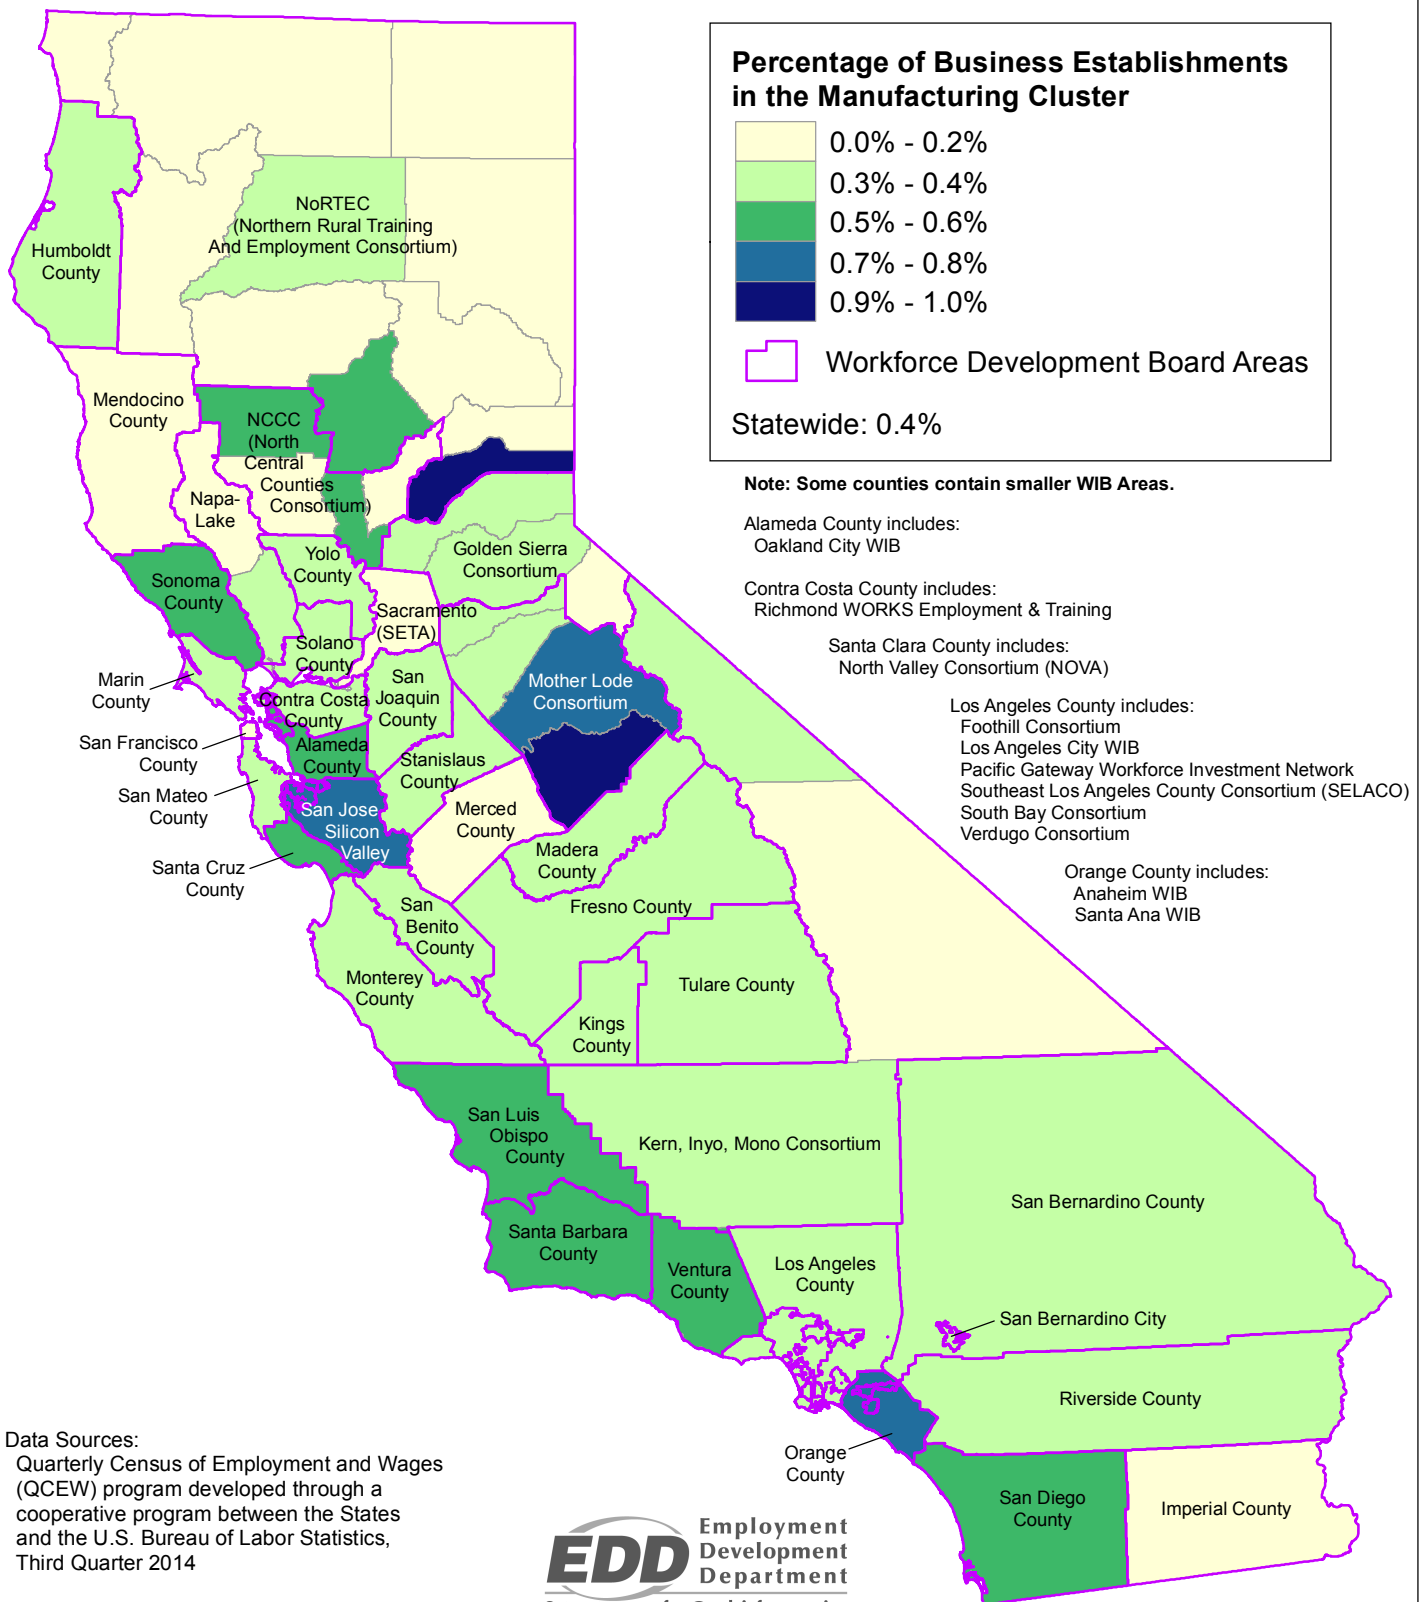 Percentage of Business Establishments
in the Manufacturing Cluster
0.0% - 0.2%
0.3% - 0.4%
0.5% - 0.6%
0.7% - 0.8%
0.9% - 1.0%
Workforce Development Board Areas
Statewide: 0.4%
Note: Some counties contain smaller WIB Areas.
Alameda County includes:
Oakland City WIB
Contra Costa County includes:
Richmond WORKS Employment & Training
Santa Clara County includes:
North Valley Consortium (NOVA)
Los Angeles County includes:
Foothill Consortium
Los Angeles City WIB
Pacific Gateway Workforce Investment Network
Southeast Los Angeles County Consortium (SELACO)
South Bay Consortium
Verdugo Consortium
Orange County includes:
Anaheim WIB
Santa Ana WIB
NoRTEC
(Northern Rural Training
And Employment Consortium)
Humboldt
County
Mendocino
County
NCCC
(North
Central
Counties
Consortium)
Napa-
Lake
Yolo
County
Golden Sierra
Consortium
Sonoma
County
Sacramento
(SETA)
Solano
County
Marin
County
San
Joaquin
County
Mother Lode
Consortium
Contra Costa
County
San Francisco
County
Alameda
County
Stanislaus
County
San Mateo
County
San Jose
Silicon
Valley
Merced
County
Santa Cruz
County
Madera
County
San
Benito
County
Fresno County
Monterey
County
Tulare County
Kings
County
San Luis
Obispo
County
Kern, Inyo, Mono Consortium
San Bernardino County
Santa Barbara
County
Ventura
County
Los Angeles
County
San Bernardino City
Riverside County
Orange
County
San Diego
County
Imperial County
Data Sources:
Quarterly Census of Employment and Wages
(QCEW) program developed through a
cooperative program between the States
and the U.S. Bureau of Labor Statistics,
Third Quarter 2014
EDD
Employment
Development
Department